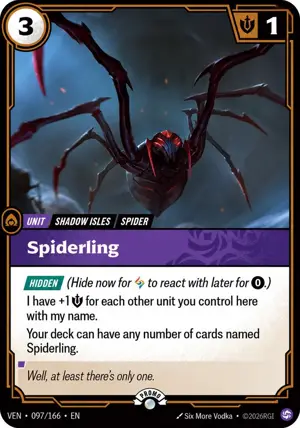 3
1
UNIT
SHADOW ISLES
SPIDER
Spiderling
HIDDEN (Hide now for to react with later for 0.)
I have +1 for each other unit you control here
with my name.
Your deck can have any number of cards named
Spiderling.
Well, at least there's only one.
PROMO
VEN • 097/166 • EN
Six More Vodka ©2026RGI